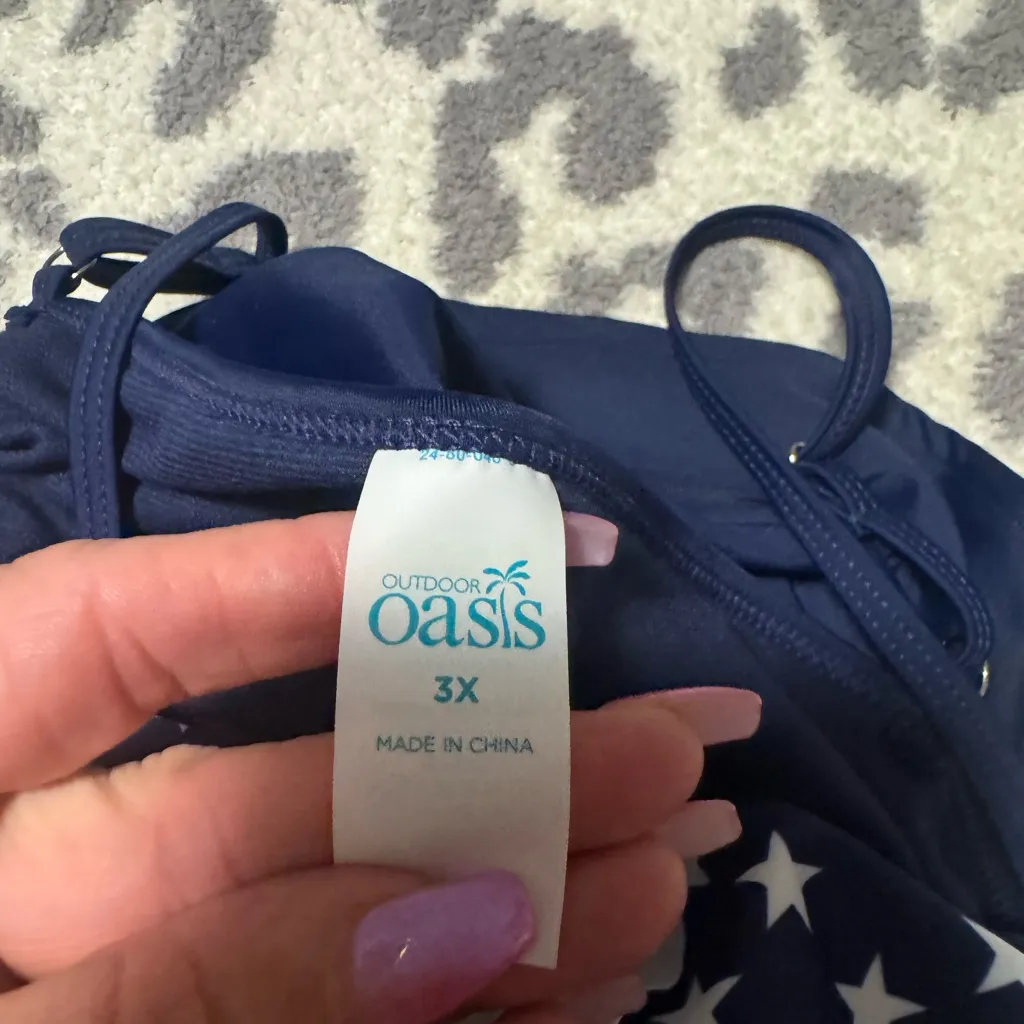 OUTDOOR
oasis
3X
MADE IN CHINA